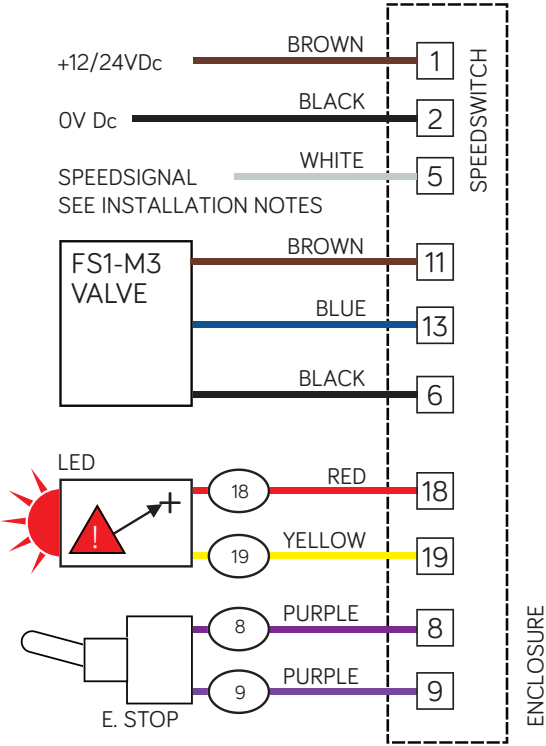 +12/24VDc BROWN 1
0V Dc BLACK 2
SPEEDSIGNAL WHITE 5
SEE INSTALLATION NOTES
SPEEDSWITCH
FS1-M3
VALVE
BROWN 11
BLUE 13
BLACK 6
LED
18 RED 18
! +
19 YELLOW 19
8 PURPLE 8
9 PURPLE 9
E. STOP
ENCLOSURE